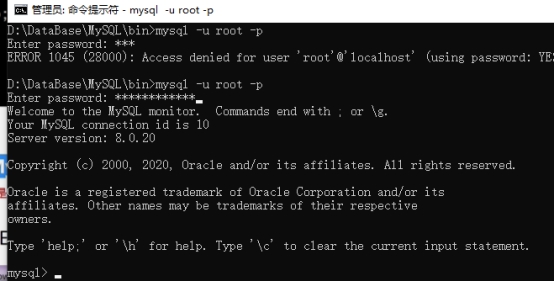 管理员: 命令提示符 - mysql -u root -p
D:\DataBase\MySQL\bin>mysql -u root -p
Enter password: ***
ERROR 1045 (28000): Access denied for user 'root'@'localhost' (using password: YES
D:\DataBase\MySQL\bin>mysql -u root -p
Enter password: ************
Welcome to the MySQL monitor.  Commands end with ; or \g.
Your MySQL connection id is 10
Server version: 8.0.20
Copyright (c) 2000, 2020, Oracle and/or its affiliates. All rights reserved.
Oracle is a registered trademark of Oracle Corporation and/or its
affiliates. Other names may be trademarks of their respective
owners.
Type 'help;' or '\h' for help. Type '\c' to clear the current input statement.
mysql>